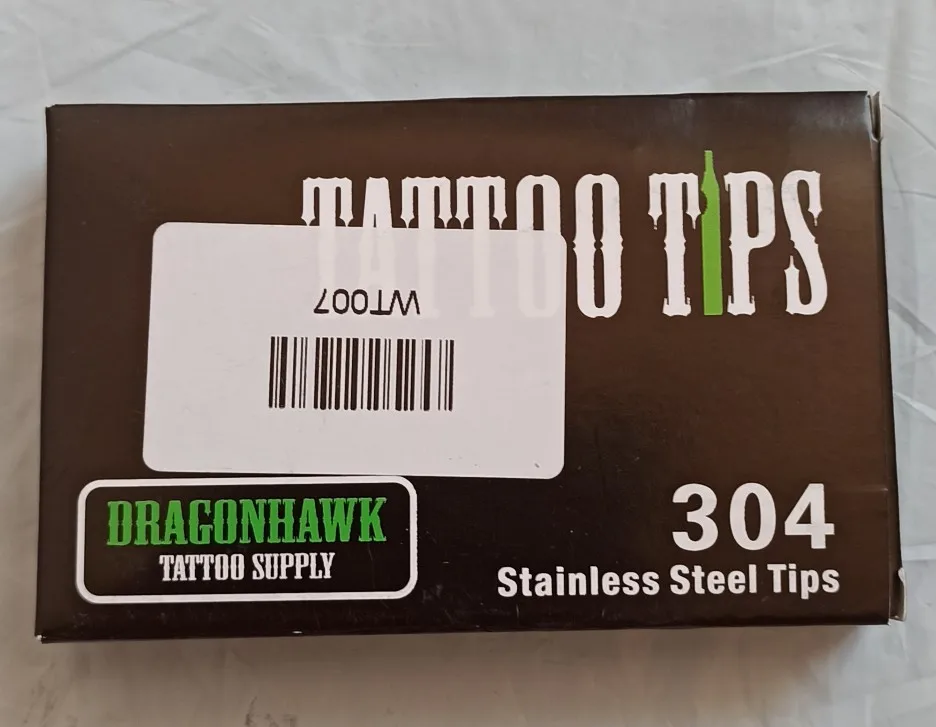 TATTOO TIPS
WT007
DRAGONHAWK
TATTOO SUPPLY
304
Stainless Steel Tips